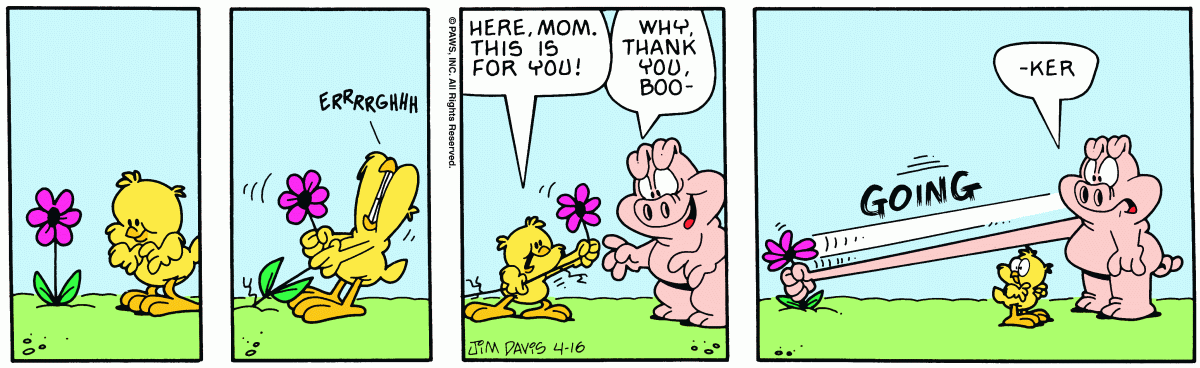 ERRRRGHHH
© PAWS, INC. All Rights Reserved.
HERE, MOM.
THIS IS
FOR YOU!
WHY,
THANK
YOU,
BOO-
JIM DAVIS 4-16
GOING
-KER